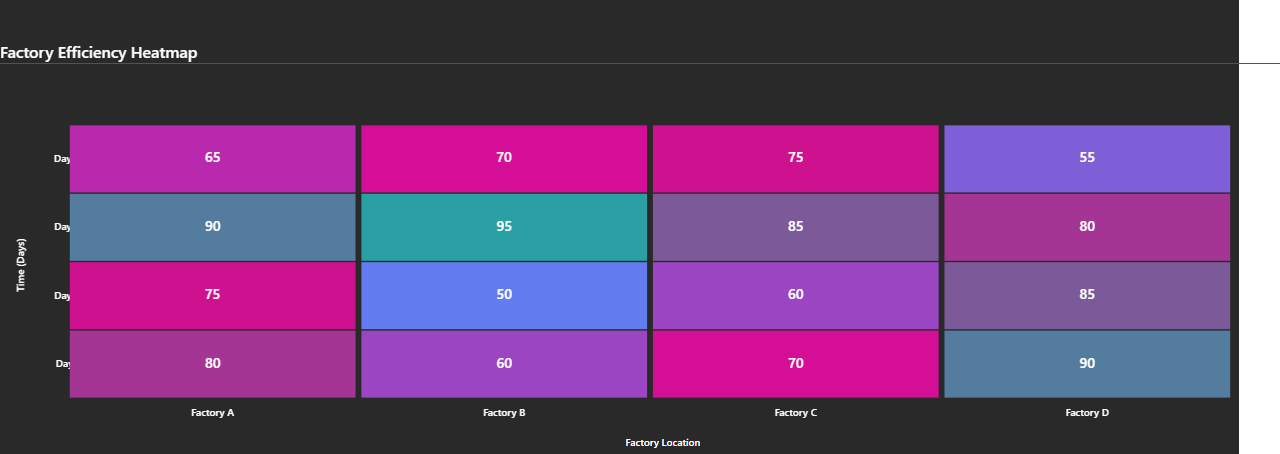 Factory Efficiency Heatmap
Day 65 70 75 55
Day 90 95 85 80
Time (Days)
Day 75 50 60 85
Day 80 60 70 90
Factory A Factory B Factory C Factory D
Factory Location